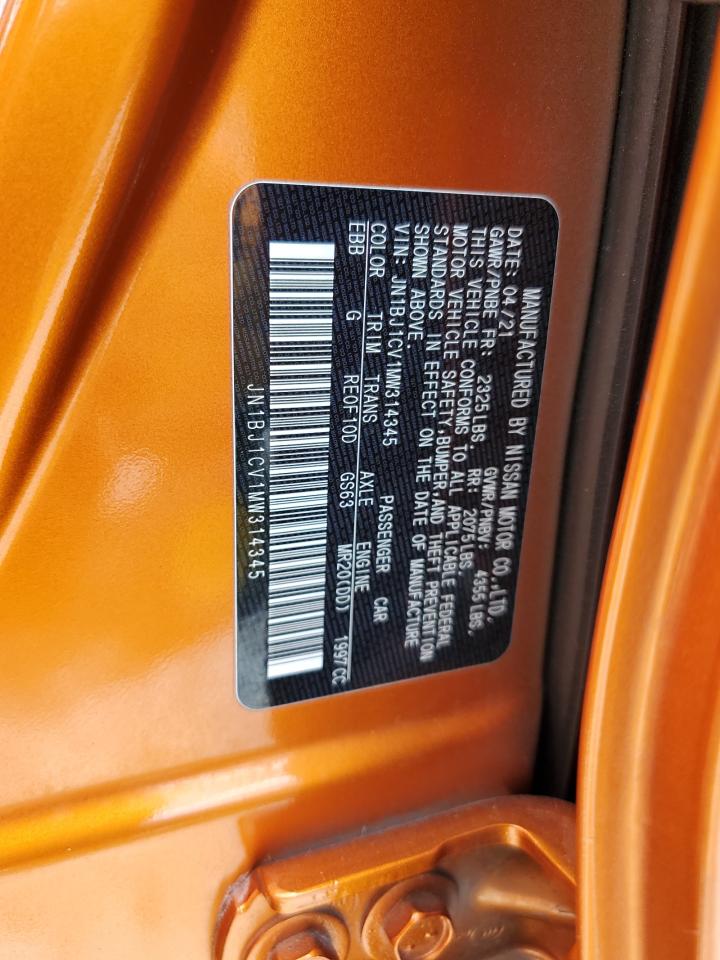 MANUFACTURED BY NISSAN MOTOR CO.,LTD.
DATE: 04/21 GVWR/PNBV: 4355LBS,
GAWR/PNBE FR: 2325LBS, RR: 2075LBS,
THIS VEHICLE CONFORMS TO ALL APPLICABLE FEDERAL
MOTOR VEHICLE SAFETY,BUMPER,AND THEFT PREVENTION
STANDARDS IN EFFECT ON THE DATE OF MANUFACTURE
SHOWN ABOVE.
VIN: JN1BJ1CV1MW314345 PASSENGER CAR
COLOR TRIM TRANS AXLE ENGINE
EBB G REOF10D GS63 MR20(DD) 1997CC
JN1BJ1CV1MW314345